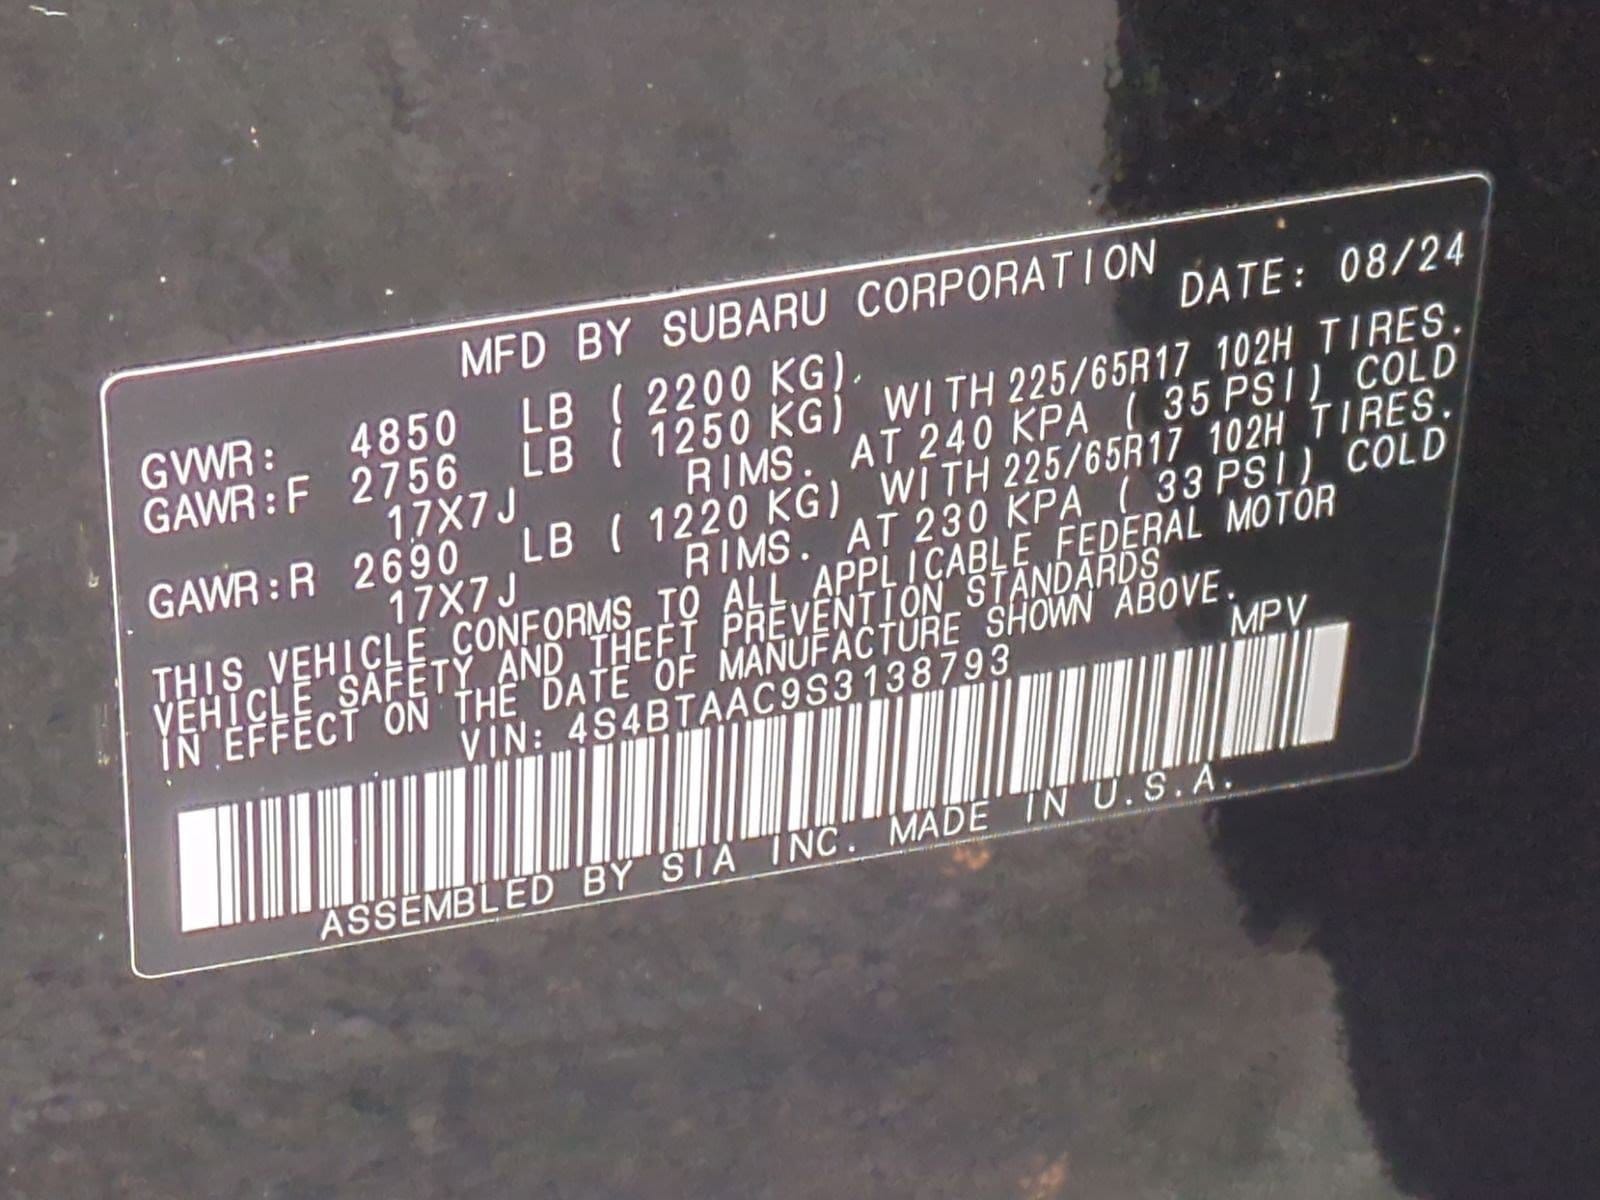 MFD BY SUBARU CORPORATION DATE: 08/24
GVWR: 4850 LB ( 2200 KG).
GAWR:F 2756 LB ( 1250 KG) WITH 225/65R17 102H TIRES.
17X7J RIMS. AT 240 KPA ( 35 PSI) COLD
GAWR:R 2690 LB ( 1220 KG) WITH 225/65R17 102H TIRES.
17X7J RIMS. AT 230 KPA ( 33 PSI) COLD
THIS VEHICLE CONFORMS TO ALL APPLICABLE FEDERAL MOTOR
VEHICLE SAFETY AND THEFT PREVENTION STANDARDS
IN EFFECT ON THE DATE OF MANUFACTURE SHOWN ABOVE.
VIN: 4S4BTAAC9S3138793 MPV
ASSEMBLED BY SIA INC. MADE IN U.S.A.